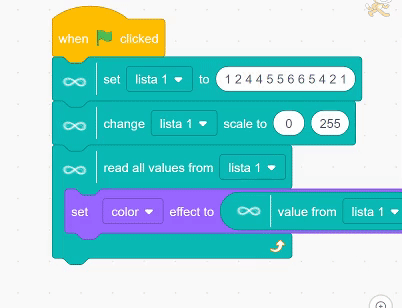 when clicked
set lista 1 to 1 2 4 4 5 5 6 6 5 4 2 1
change lista 1 scale to 0 255
read all values from lista 1
set color effect to value from lista 1